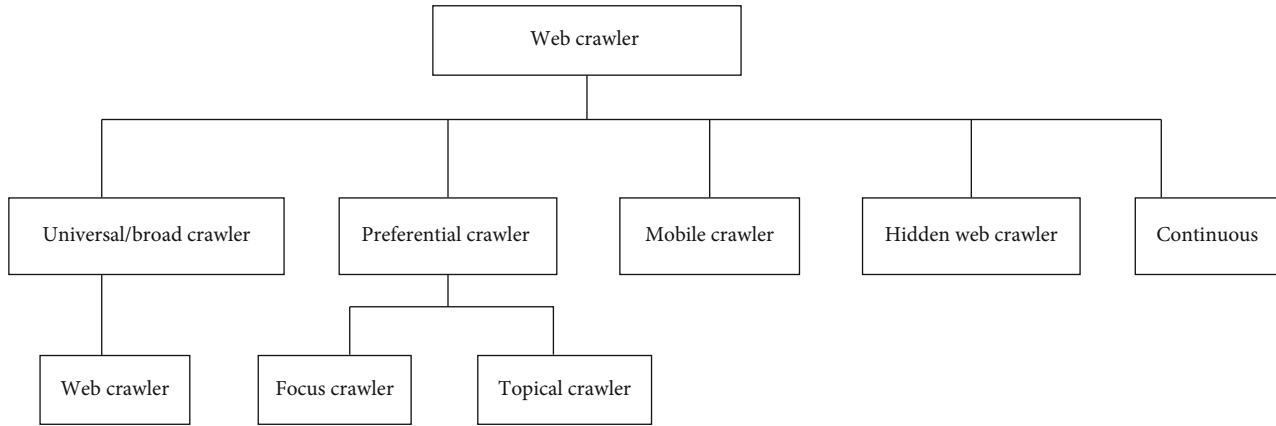 Web crawler
Universal/broad crawler
Preferential crawler
Mobile crawler
Hidden web crawler
Continuous
Web crawler
Focus crawler
Topical crawler